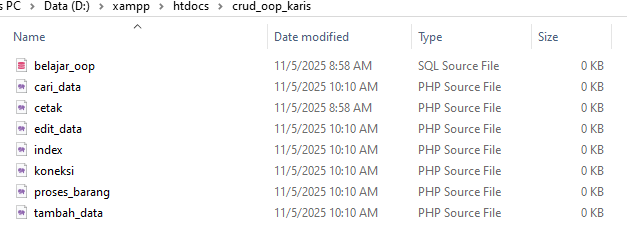 s PC > Data (D:) > xampp > htdocs > crud_oop_karis
Name Date modified Type Size
belajar_oop 11/5/2025 8:58 AM SQL Source File 0 KB
cari_data 11/5/2025 10:10 AM PHP Source File 0 KB
cetak 11/5/2025 8:58 AM PHP Source File 0 KB
edit_data 11/5/2025 10:10 AM PHP Source File 0 KB
index 11/5/2025 10:10 AM PHP Source File 0 KB
koneksi 11/5/2025 10:10 AM PHP Source File 0 KB
proses_barang 11/5/2025 10:10 AM PHP Source File 0 KB
tambah_data 11/5/2025 10:10 AM PHP Source File 0 KB